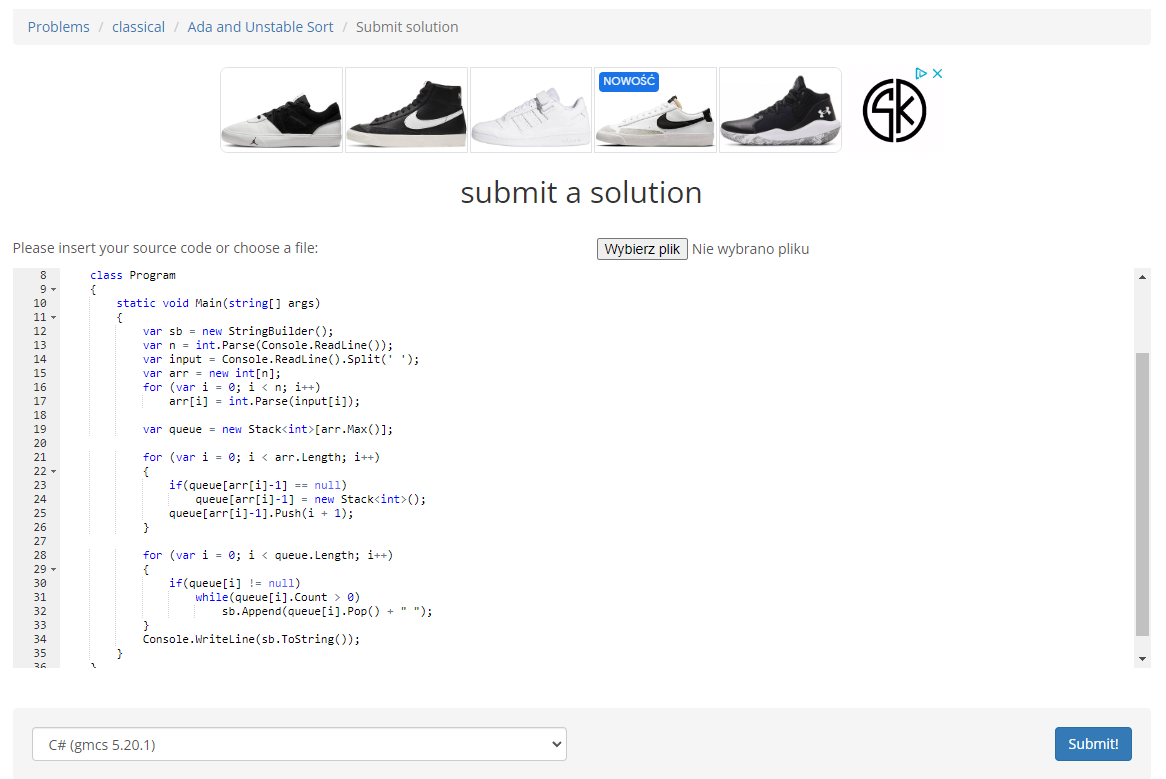 Problems / classical / Ada and Unstable Sort / Submit solution
NOWOŚĆ
SK
submit a solution
Please insert your source code or choose a file:
Wybierz plik Nie wybrano pliku
8 class Program
9 {
10 static void Main(string[] args)
11 {
12 var sb = new StringBuilder();
13 var n = int.Parse(Console.ReadLine());
14 var input = Console.ReadLine().Split(' ');
15 var arr = new int[n];
16 for (var i = 0; i < n; i++)
17 arr[i] = int.Parse(input[i]);
18
19 var queue = new Stack<int>[arr.Max()];
20
21 for (var i = 0; i < arr.Length; i++)
22 {
23 if(queue[arr[i]-1] == null)
24 queue[arr[i]-1] = new Stack<int>();
25 queue[arr[i]-1].Push(i + 1);
26 }
27
28 for (var i = 0; i < queue.Length; i++)
29 {
30 if(queue[i] != null)
31 while(queue[i].Count > 0)
32 sb.Append(queue[i].Pop() + " ");
33 }
34 Console.WriteLine(sb.ToString());
35 }
36 }
C# (gmcs 5.20.1)
Submit!